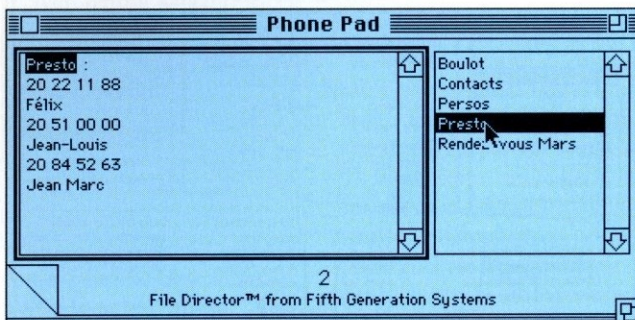 Phone Pad
Presto :
20 22 11 88
Félix
20 51 00 00
Jean-Louis
20 84 52 63
Jean Marc
Boulot
Contacts
Persos
Presto
Rendez-vous Mars
2
File Director™ from Fifth Generation Systems